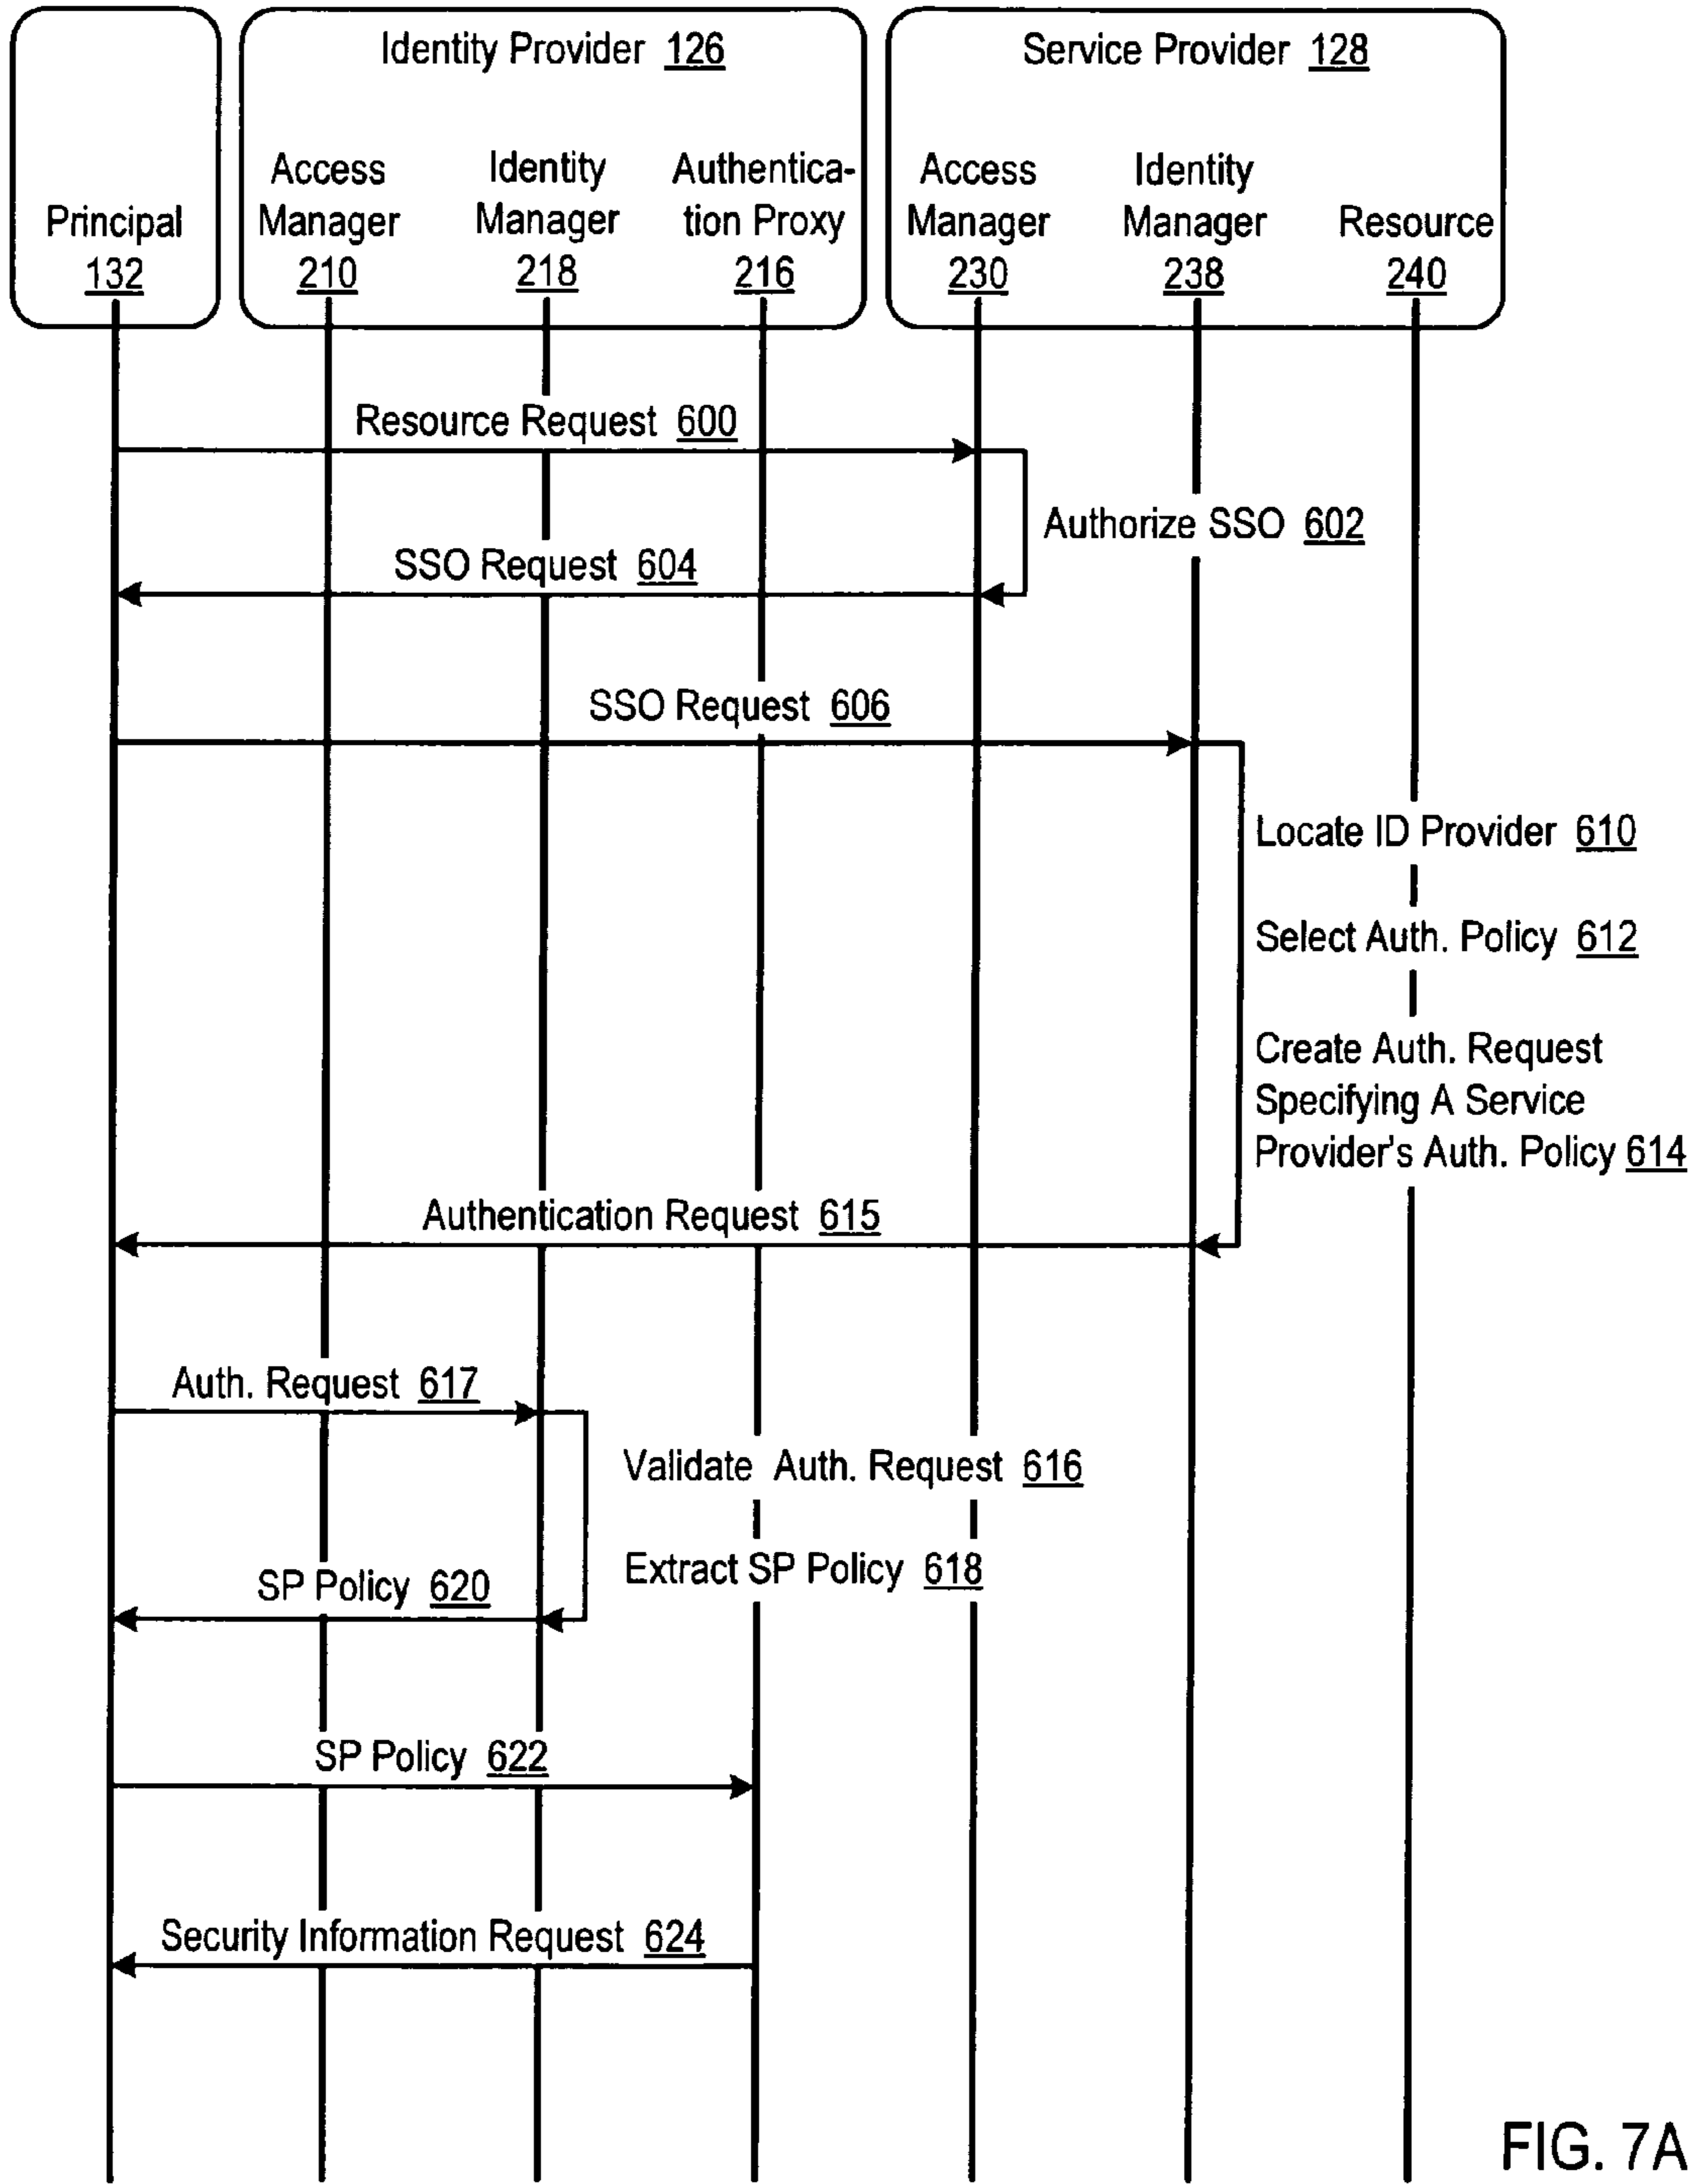 Identity Provider 126
Service Provider 128
Principal
132
Access
Manager
210
Identity
Manager
218
Authentica-
tion Proxy
216
Access
Manager
230
Identity
Manager
238
Resource
240
Resource Request 600
Authorize SSO 602
SSO Request 604
SSO Request 606
Locate ID Provider 610
Select Auth. Policy 612
Create Auth. Request
Specifying A Service
Provider's Auth. Policy 614
Authentication Request 615
Auth. Request 617
Validate Auth. Request 616
Extract SP Policy 618
SP Policy 620
SP Policy 622
Security Information Request 624
FIG. 7A